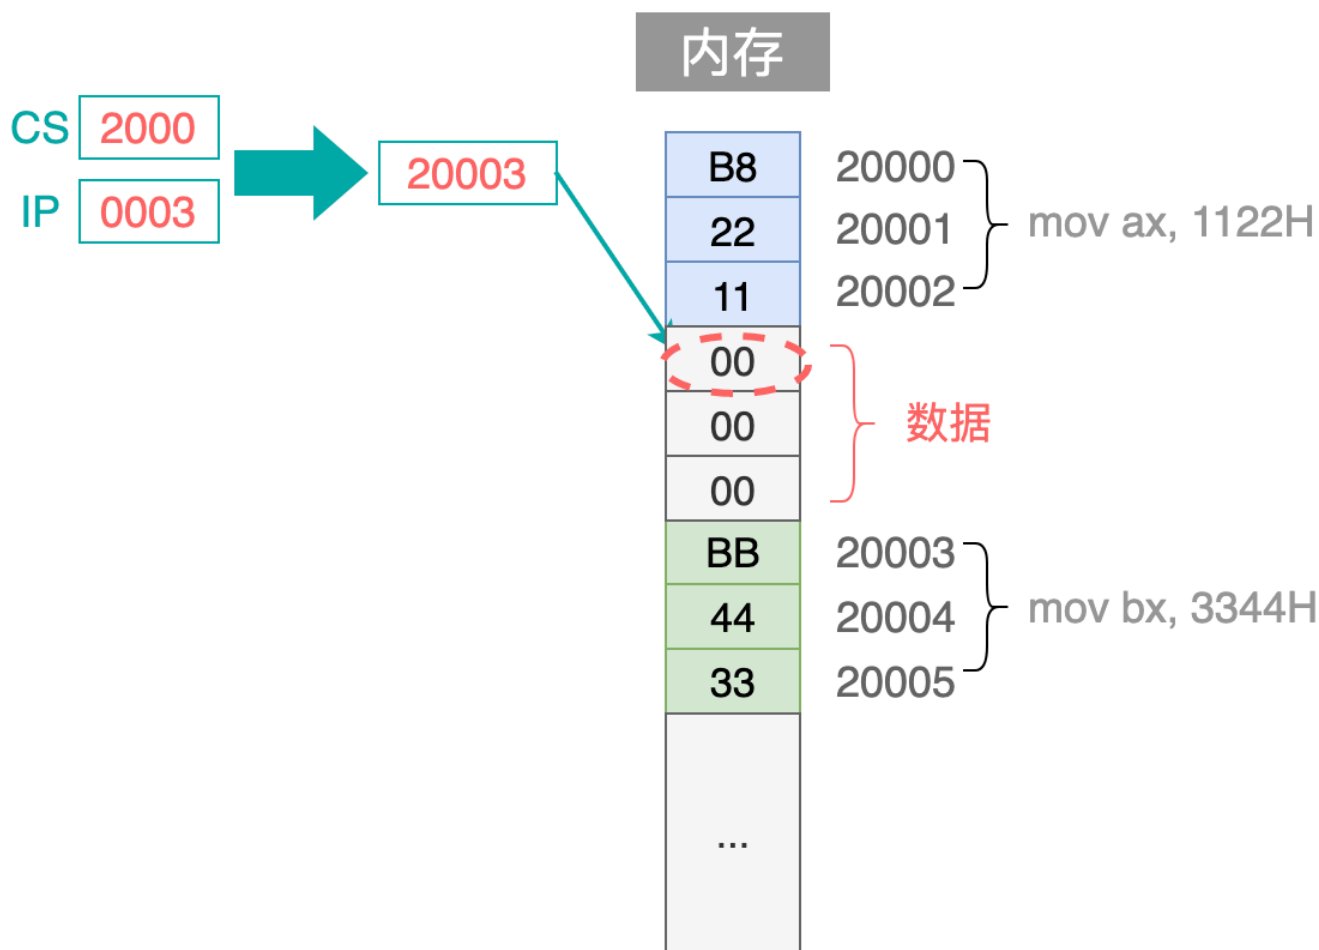 内存
CS 2000
IP 0003
20003
B8 20000
22 20001
11 20002
mov ax, 1122H
00
00
00
数据
BB 20003
44 20004
33 20005
mov bx, 3344H
...